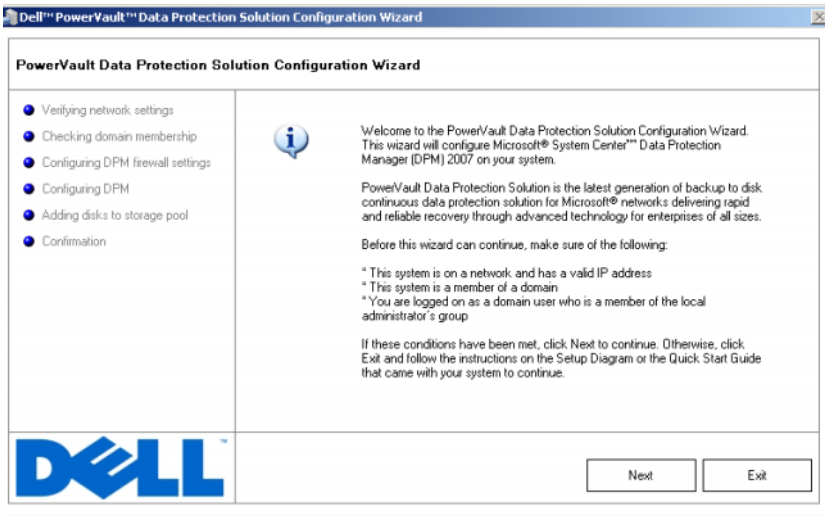 Dell™ PowerVault™ Data Protection Solution Configuration Wizard
PowerVault Data Protection Solution Configuration Wizard
Verifying network settings
Checking domain membership
Configuring DPM firewall settings
Configuring DPM
Adding disks to storage pool
Confirmation
Welcome to the PowerVault Data Protection Solution Configuration Wizard.
This wizard will configure Microsoft® System Center™ Data Protection
Manager (DPM) 2007 on your system.
PowerVault Data Protection Solution is the latest generation of backup to disk
continuous data protection solution for Microsoft® networks delivering rapid
and reliable recovery through advanced technology for enterprises of all sizes.
Before this wizard can continue, make sure of the following:
* This system is on a network and has a valid IP address
* This system is a member of a domain
* You are logged on as a domain user who is a member of the local
administrator's group
If these conditions have been met, click Next to continue. Otherwise, click
Exit and follow the instructions on the Setup Diagram or the Quick Start Guide
that came with your system to continue.
DELL™
Next
Exit